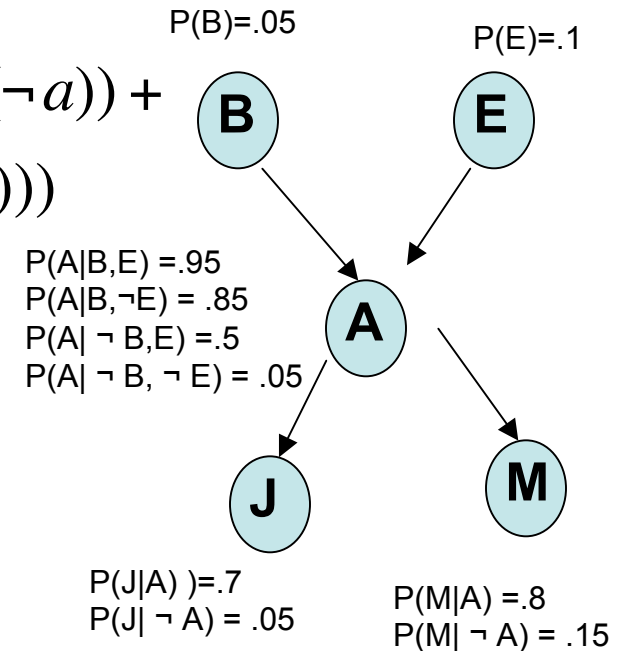 P(B)=.05
P(E)=.1
¬a)) +
)))
B
E
P(A|B,E) =.95
P(A|B,¬E) = .85
P(A| ¬ B,E) =.5
P(A| ¬ B, ¬ E) = .05
A
J
M
P(J|A) )=.7
P(J| ¬ A) = .05
P(M|A) =.8
P(M| ¬ A) = .15